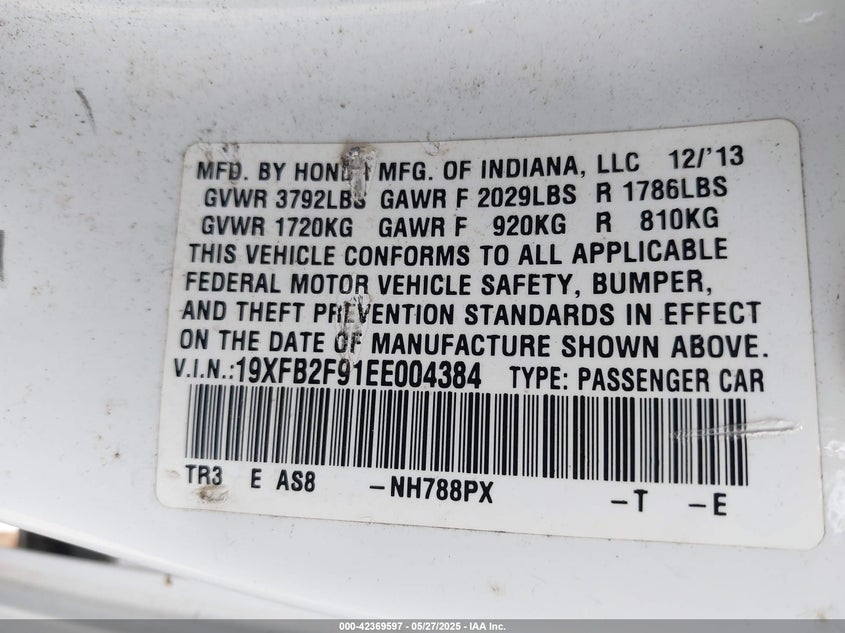 MFD. BY HONDA MFG. OF INDIANA, LLC 12/'13
GVWR 3792LBS GAWR F 2029LBS R 1786LBS
GVWR 1720KG GAWR F 920KG R 810KG
THIS VEHICLE CONFORMS TO ALL APPLICABLE
FEDERAL MOTOR VEHICLE SAFETY, BUMPER,
AND THEFT PREVENTION STANDARDS IN EFFECT
ON THE DATE OF MANUFACTURE SHOWN ABOVE.
V.I.N.:19XFB2F91EE004384 TYPE: PASSENGER CAR
TR3 E AS8 -NH788PX -T -E
000-42369597 - 05/27/2025 - IAA Inc.